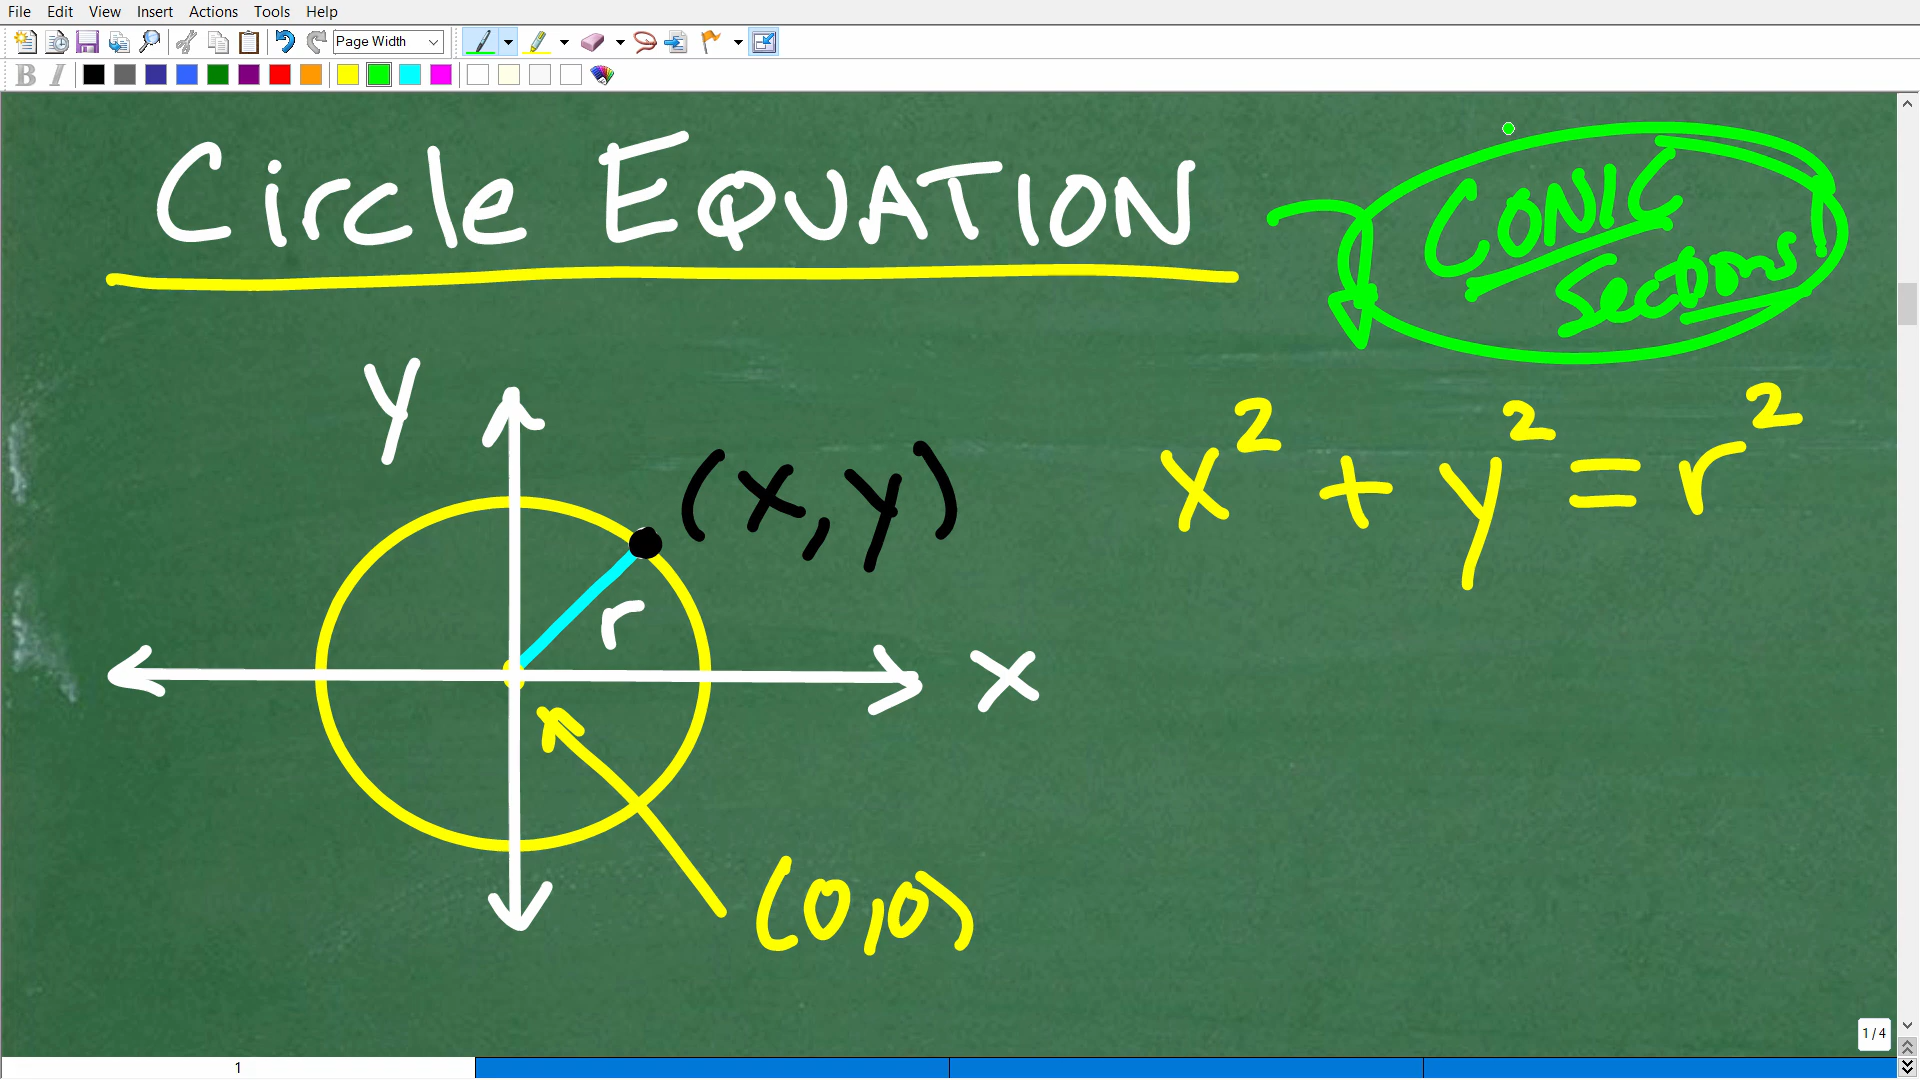 File Edit View Insert Actions Tools Help
Page Width
B I
Circle EQUATION
CONIC
Sections
y
(x,y)
x² + y² = r²
r
x
(0,0)
1 / 4
1